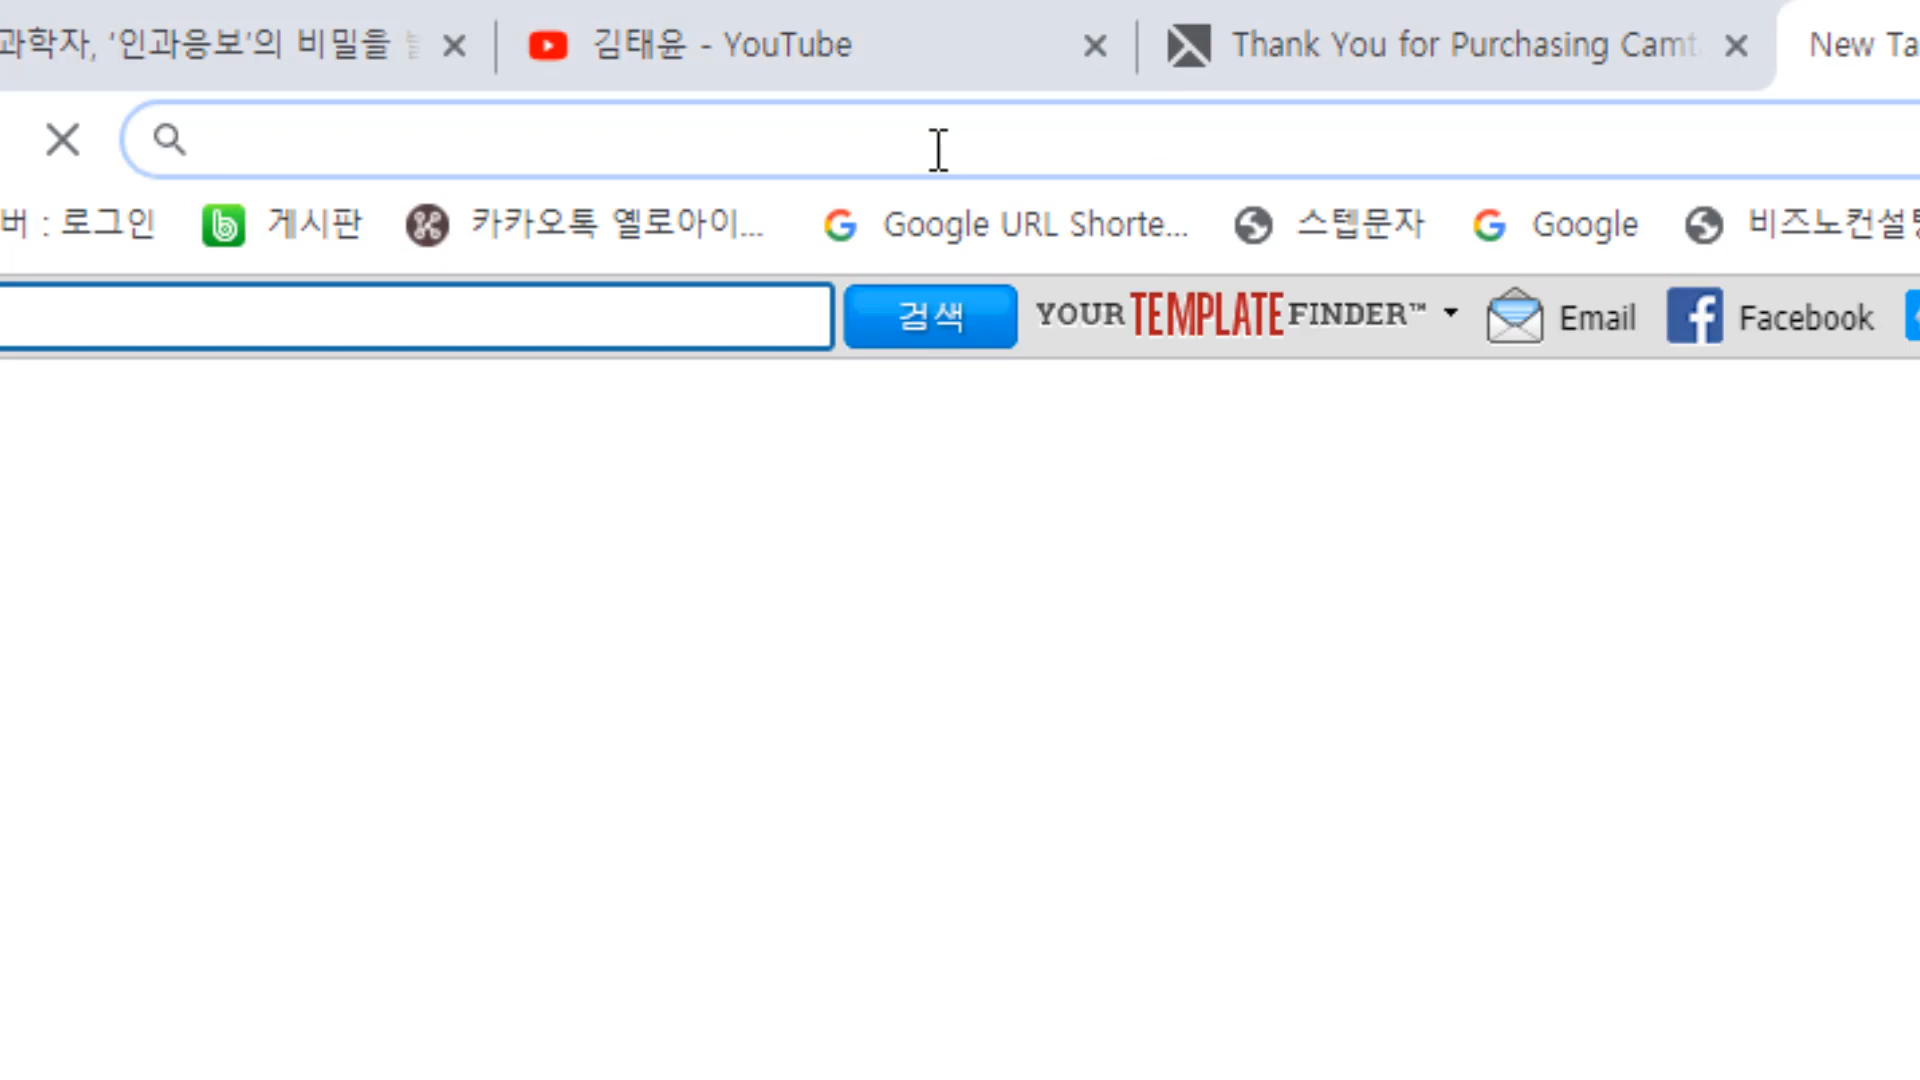 과학자, '인과응보'의 비밀을
김태윤 - YouTube
Thank You for Purchasing Camt
New Ta
버 : 로그인
게시판
카카오톡 옐로아이...
Google URL Shorte...
스텝문자
Google
비즈노컨설팅
검색
YOUR TEMPLATE FINDER™
Email
Facebook